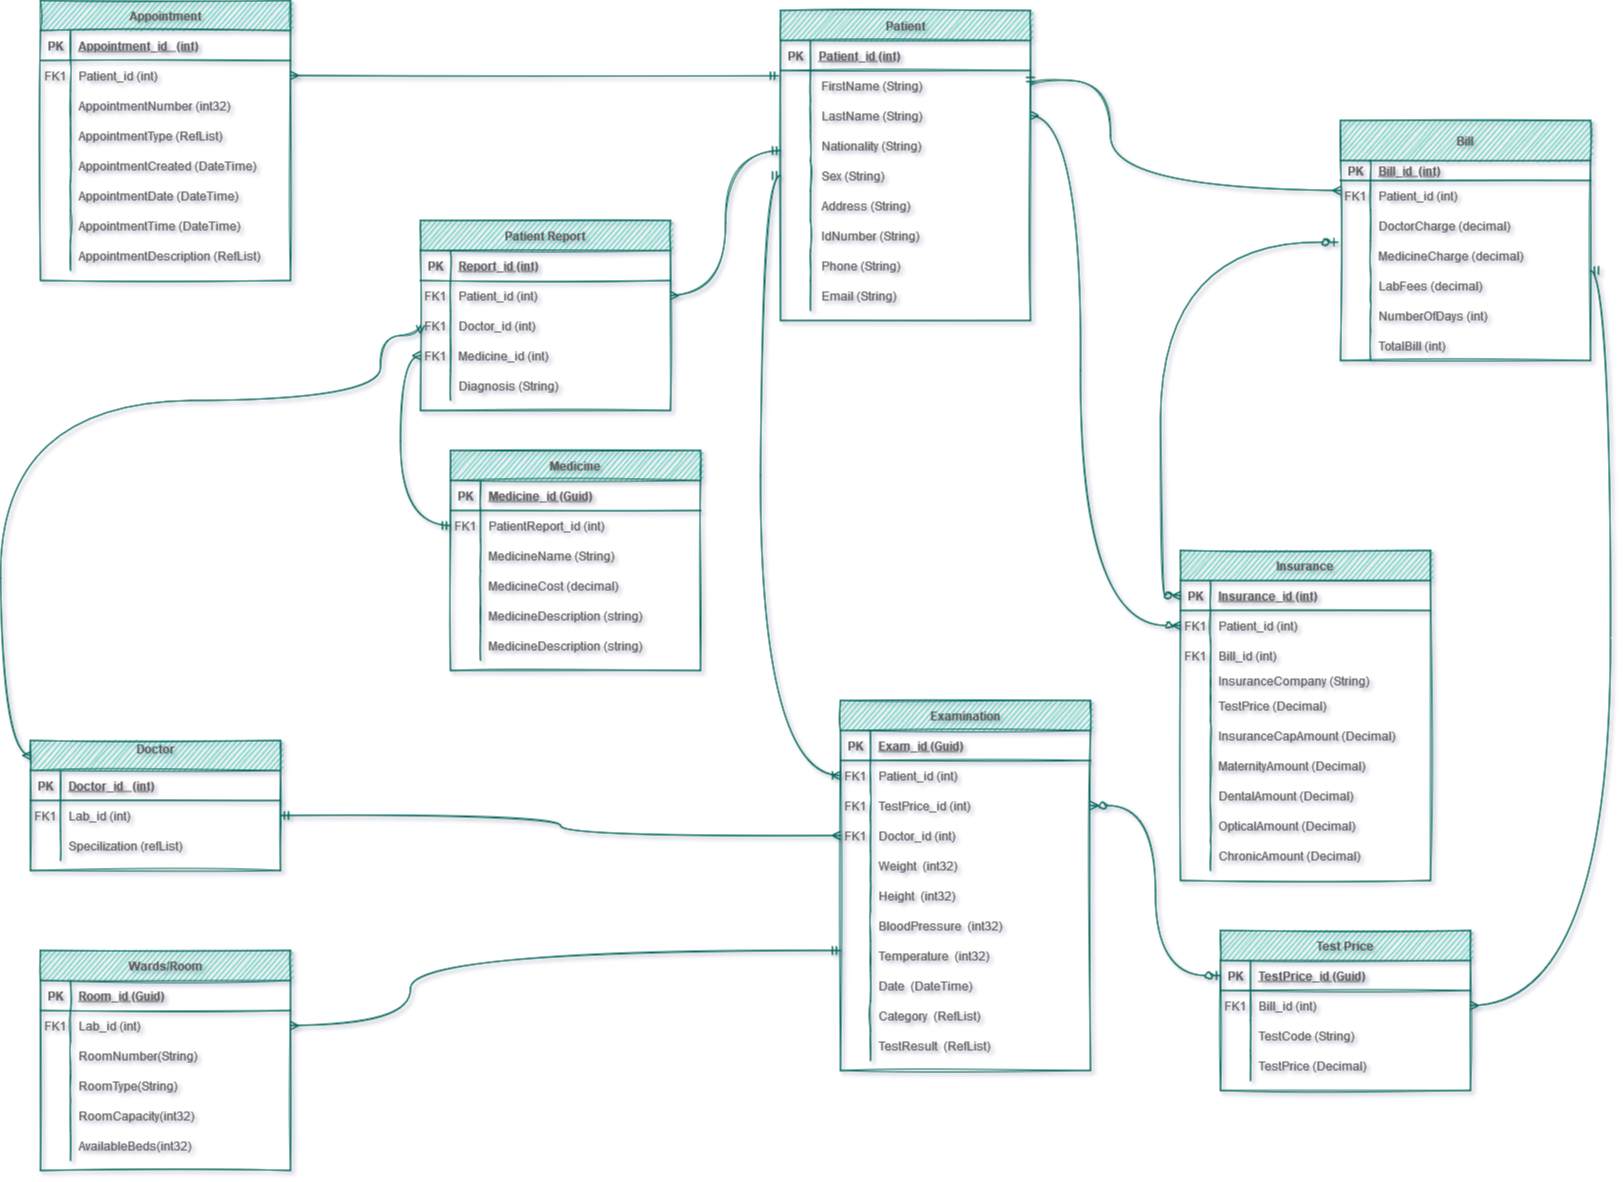 Appointment
PK Appointment_id (int)
FK1 Patient_id (int)
AppointmentNumber (int32)
AppointmentType (RefList)
AppointmentCreated (DateTime)
AppointmentDate (DateTime)
AppointmentTime (DateTime)
AppointmentDescription (RefList)
Patient
PK Patient_id (int)
FirstName (String)
LastName (String)
Nationality (String)
Sex (String)
Address (String)
IdNumber (String)
Phone (String)
Email (String)
Bill
PK Bill_id (int)
FK1 Patient_id (int)
DoctorCharge (decimal)
MedicineCharge (decimal)
LabFees (decimal)
NumberOfDays (int)
TotalBill (int)
Patient Report
PK Report_id (int)
FK1 Patient_id (int)
FK1 Doctor_id (int)
FK1 Medicine_id (int)
Diagnosis (String)
Medicine
PK Medicine_id (Guid)
FK1 PatientReport_id (int)
MedicineName (String)
MedicineCost (decimal)
MedicineDescription (string)
MedicineDescription (string)
Insurance
PK Insurance_id (int)
FK1 Patient_id (int)
FK1 Bill_id (int)
InsuranceCompany (String)
TestPrice (Decimal)
InsuranceCapAmount (Decimal)
MaternityAmount (Decimal)
DentalAmount (Decimal)
OpticalAmount (Decimal)
ChronicAmount (Decimal)
Doctor
PK Doctor_id (int)
FK1 Lab_id (int)
Specilization (refList)
Examination
PK Exam_id (Guid)
FK1 Patient_id (int)
FK1 TestPrice_id (int)
FK1 Doctor_id (int)
Weight (int32)
Height (int32)
BloodPressure (int32)
Temperature (int32)
Date (DateTime)
Category (RefList)
TestResult (RefList)
Wards/Room
PK Room_id (Guid)
FK1 Lab_id (int)
RoomNumber(String)
RoomType(String)
RoomCapacity(int32)
AvailableBeds(int32)
Test Price
PK TestPrice_id (Guid)
FK1 Bill_id (int)
TestCode (String)
TestPrice (Decimal)